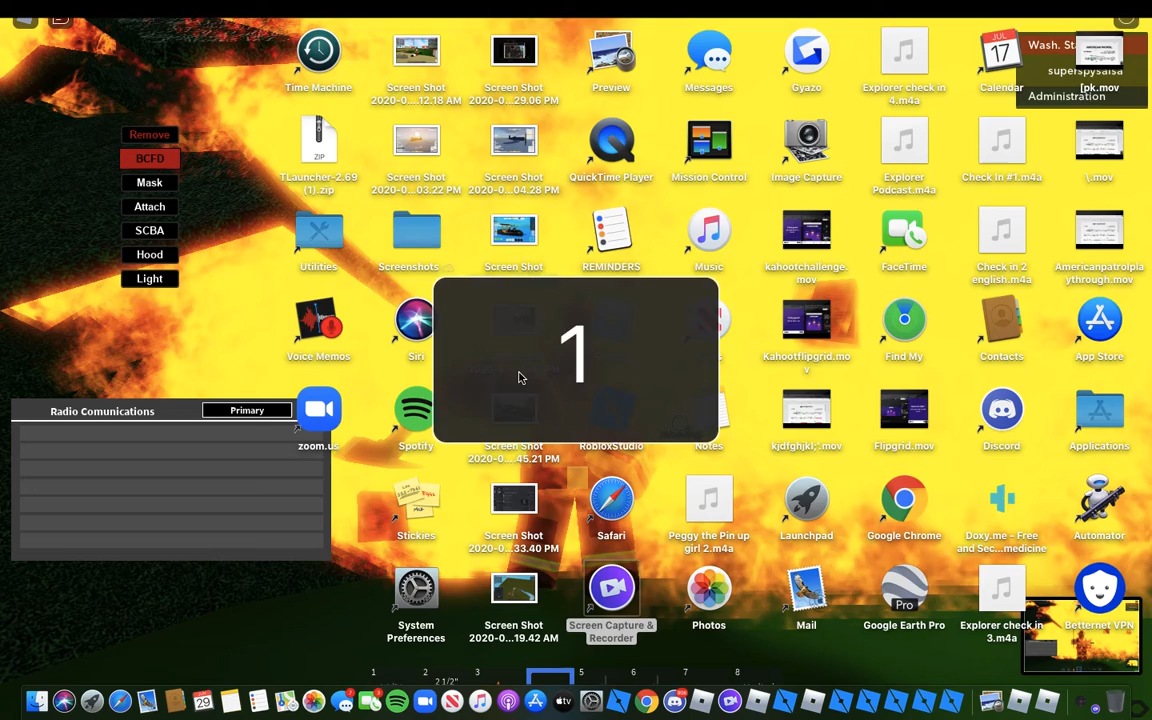 Time Machine
Screen Shot
2020-0....12.18 AM
Screen Shot
2020-0...29.06 PM
Preview
Messages
Gyazo
Explorer check in
4.m4a
JUL
17
Calendar
Wash. St
superspysalsa
[pk.mov
Administration
Remove
BCFD
Mask
Attach
SCBA
Hood
Light
ZIP
TLauncher-2.69
(1).zip
Screen Shot
2020-0....03.22 PM
Screen Shot
2020-0...04.28 PM
QuickTime Player
Mission Control
Image Capture
Explorer
Podcast.m4a
Check In #1.m4a
\.mov
Utilities
Screenshots
Screen Shot
REMINDERS
Music
kahootchallenge.
mov
FaceTime
Check in 2
english.m4a
Americanpatrolpla
ythrough.mov
Voice Memos
Siri
1
Kahootflipgrid.mo
v
Find My
Contacts
App Store
Radio Comunications
Primary
zoom.us
Spotify
Screen Shot
2020-0....45.21 PM
RobloxStudio
Notes
kjdfghjkl;'.mov
Flipgrid.mov
Discord
Applications
Stickies
Screen Shot
2020-0...33.40 PM
Safari
Peggy the Pin up
girl 2.m4a
Launchpad
Google Chrome
Doxy.me - Free
and Sec...medicine
Automator
System
Preferences
Screen Shot
2020-0...19.42 AM
Screen Capture &
Recorder
Photos
Mail
Pro
Google Earth Pro
Explorer check in
3.m4a
Betternet VPN
1 2 3 5 6 7 8
2 1/2"
29
tv